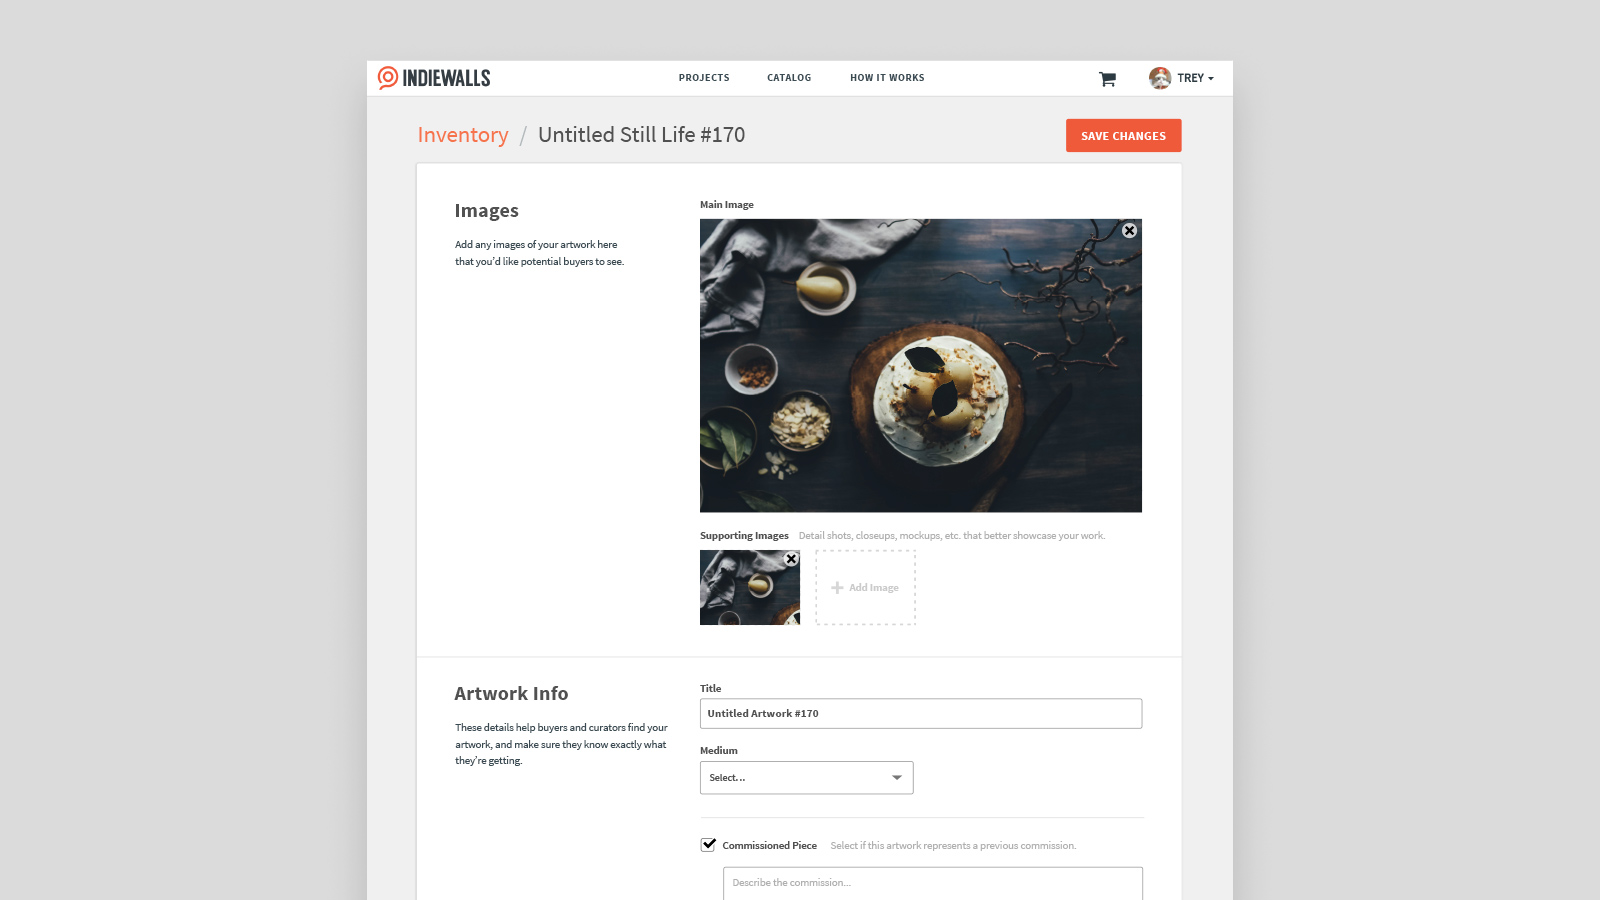 INDIEWALLS
PROJECTS
CATALOG
HOW IT WORKS
TREY
Inventory / Untitled Still Life #170
SAVE CHANGES
Images
Add any images of your artwork here
that you'd like potential buyers to see.
Main Image
Supporting Images
Detail shots, closeups, mockups, etc. that better showcase your work.
Add Image
Artwork Info
These details help buyers and curators find your
artwork, and make sure they know exactly what
they're getting.
Title
Untitled Artwork #170
Medium
Select...
Commissioned Piece
Select if this artwork represents a previous commission.
Describe the commission...